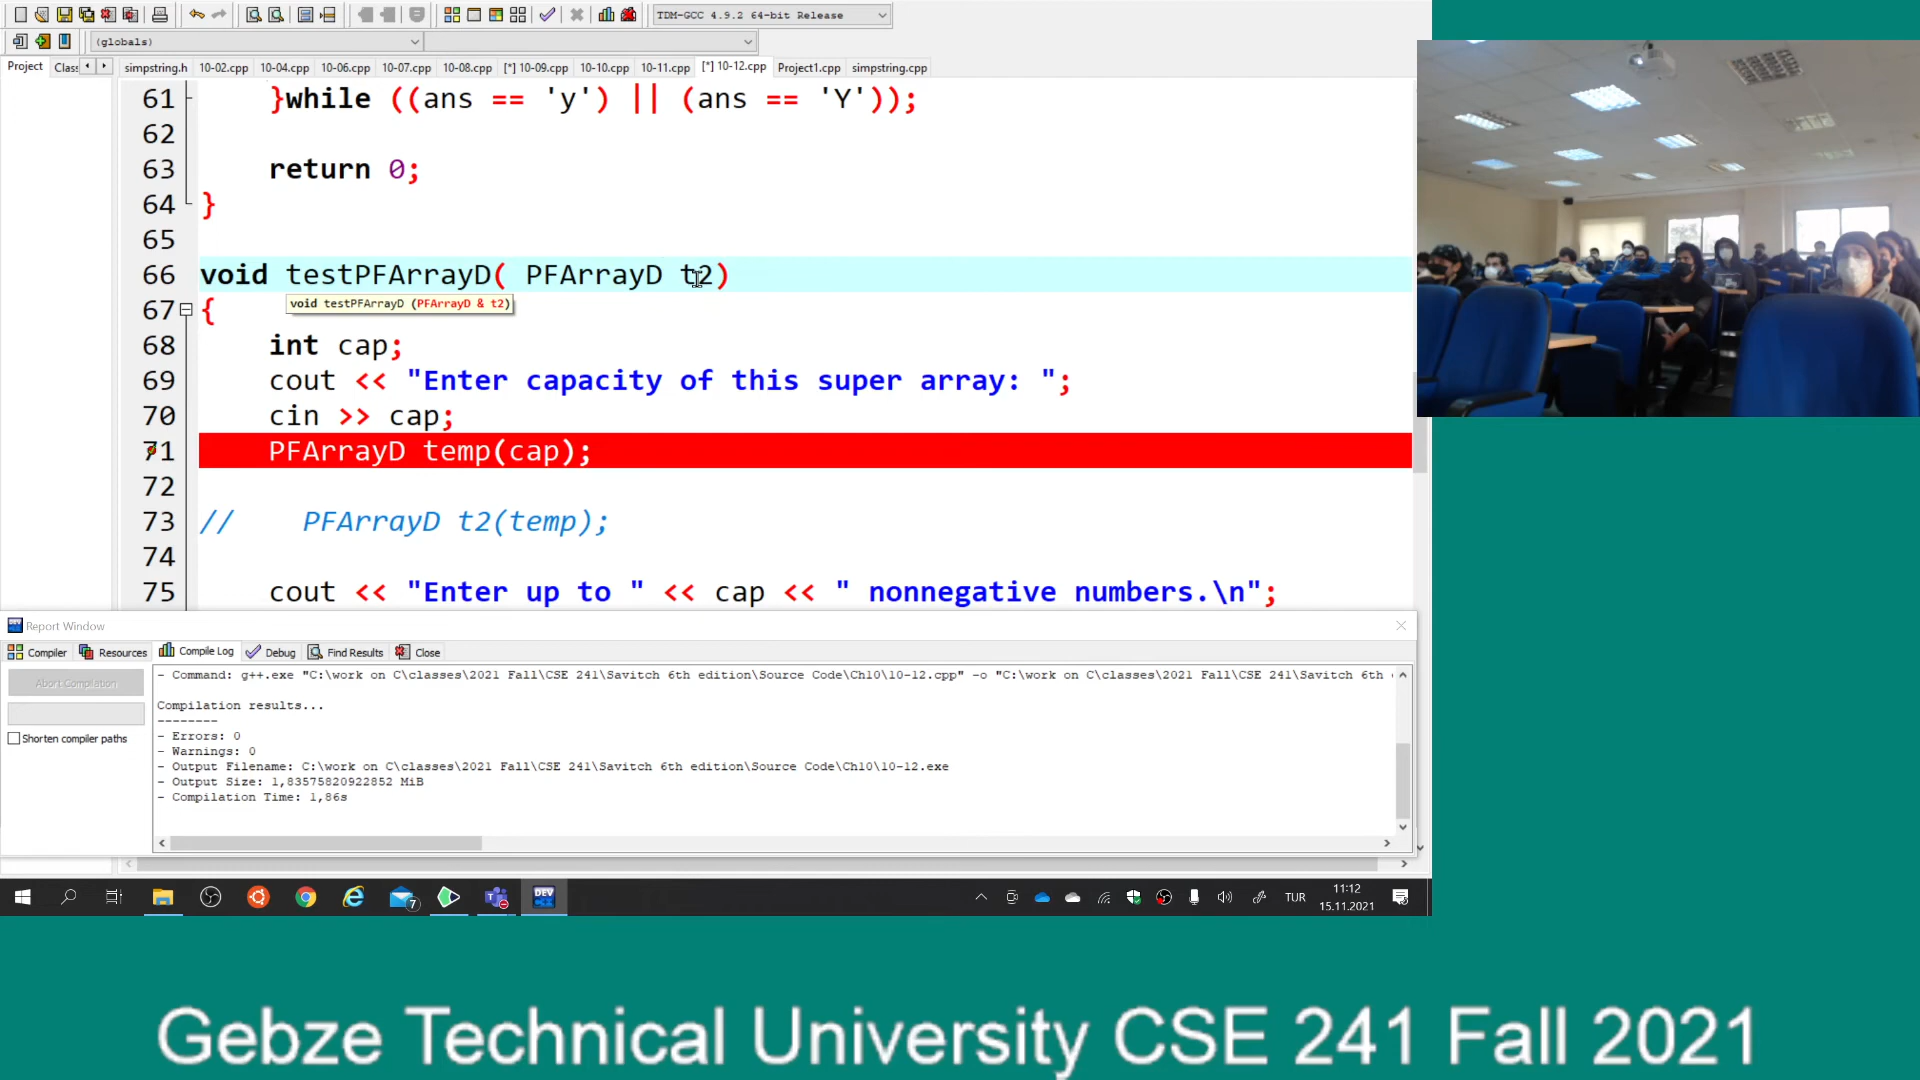 TDM-GCC 4.9.2 64-bit Release
(globals)
Project Class simpstring.h 10-02.cpp 10-04.cpp 10-06.cpp 10-07.cpp 10-08.cpp [*] 10-09.cpp 10-10.cpp 10-11.cpp [*] 10-12.cpp Project1.cpp simpstring.cpp
61 }while ((ans == 'y') || (ans == 'Y'));
62
63 return 0;
64 }
65
66 void testPFArrayD( PFArrayD t2)
void testPFArrayD (PFArrayD & t2)
67 {
68 int cap;
69 cout << "Enter capacity of this super array: ";
70 cin >> cap;
71 PFArrayD temp(cap);
72
73 // PFArrayD t2(temp);
74
75 cout << "Enter up to " << cap << " nonnegative numbers.\n";
Report Window
Compiler Resources Compile Log Debug Find Results Close
Abort Compilation
Shorten compiler paths
- Command: g++.exe "C:\work on C\classes\2021 Fall\CSE 241\Savitch 6th edition\Source Code\Ch10\10-12.cpp" -o "C:\work on C\classes\2021 Fall\CSE 241\Savitch 6th
Compilation results...
--------
- Errors: 0
- Warnings: 0
- Output Filename: C:\work on C\classes\2021 Fall\CSE 241\Savitch 6th edition\Source Code\Ch10\10-12.exe
- Output Size: 1,83575820922852 MiB
- Compilation Time: 1,86s
7
DEV
TUR
11:12
15.11.2021
Gebze Technical University CSE 241 Fall 2021